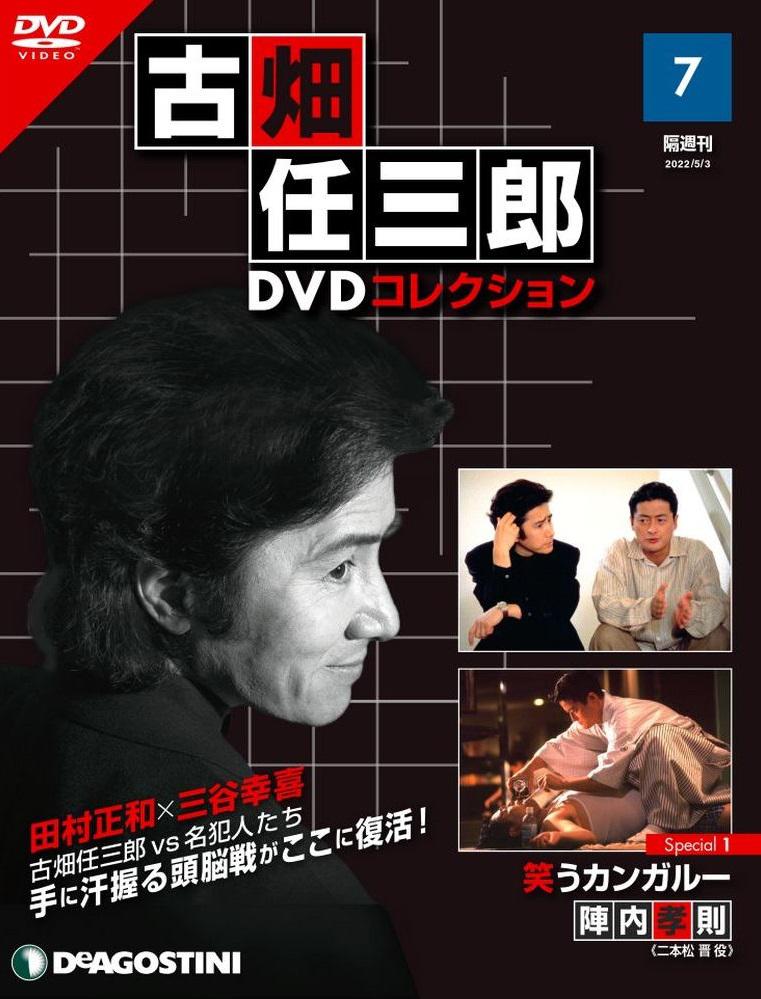 DVD
VIDEO
古畑
任三郎
DVDコレクション
7
隔週刊
2022/5/3
田村正和×三谷幸喜
古畑任三郎 vs 名犯人たち
手に汗握る頭脳戦がここに復活！
Special 1
笑うカンガルー
陣内孝則
《二本松 晋 役》
DeAGOSTINI